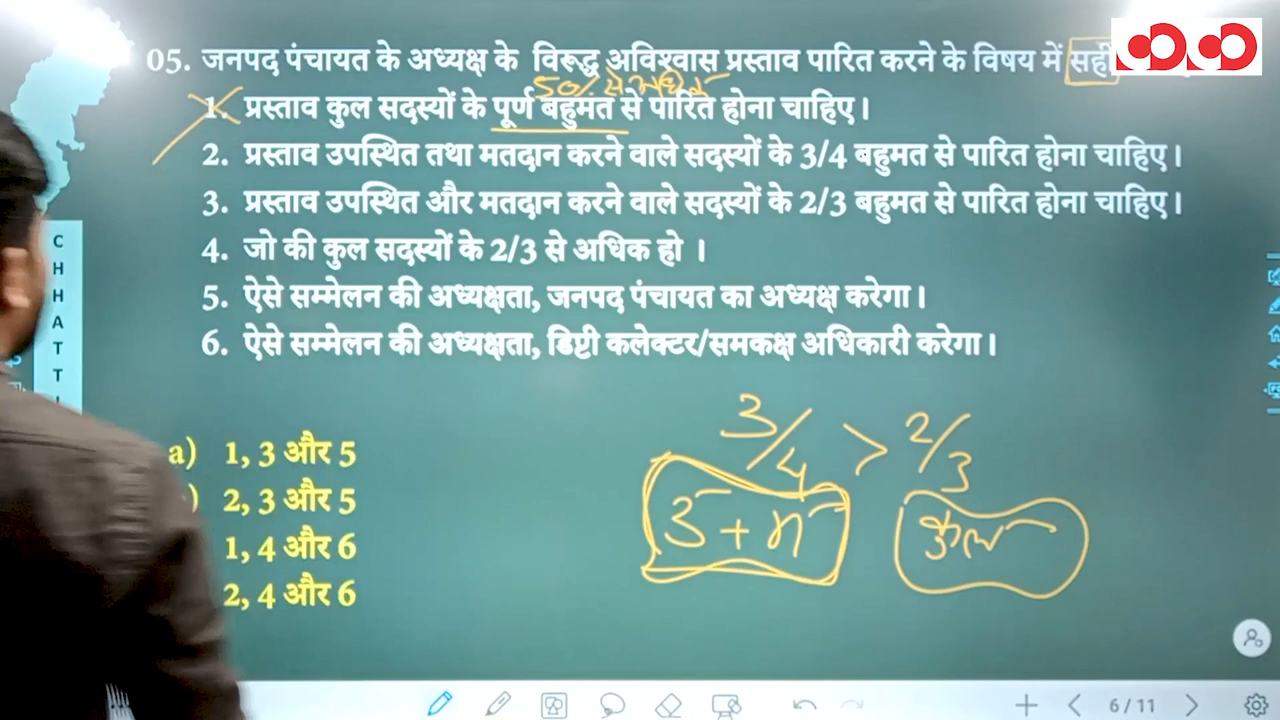 05. जनपद पंचायत के अध्यक्ष के विरूद्ध अविश्वास प्रस्ताव पारित करने के विषय में सही
50% से अधिक
1. प्रस्ताव कुल सदस्यों के पूर्ण बहुमत से पारित होना चाहिए।
2. प्रस्ताव उपस्थित तथा मतदान करने वाले सदस्यों के 3/4 बहुमत से पारित होना चाहिए।
3. प्रस्ताव उपस्थित और मतदान करने वाले सदस्यों के 2/3 बहुमत से पारित होना चाहिए।
4. जो की कुल सदस्यों के 2/3 से अधिक हो ।
5. ऐसे सम्मेलन की अध्यक्षता, जनपद पंचायत का अध्यक्ष करेगा।
6. ऐसे सम्मेलन की अध्यक्षता, डिप्टी कलेक्टर/समकक्ष अधिकारी करेगा।
C
H
H
A
T
T
3/4 > 2/3
a) 1, 3 और 5
) 2, 3 और 5
1, 4 और 6
2, 4 और 6
कुल
6/11